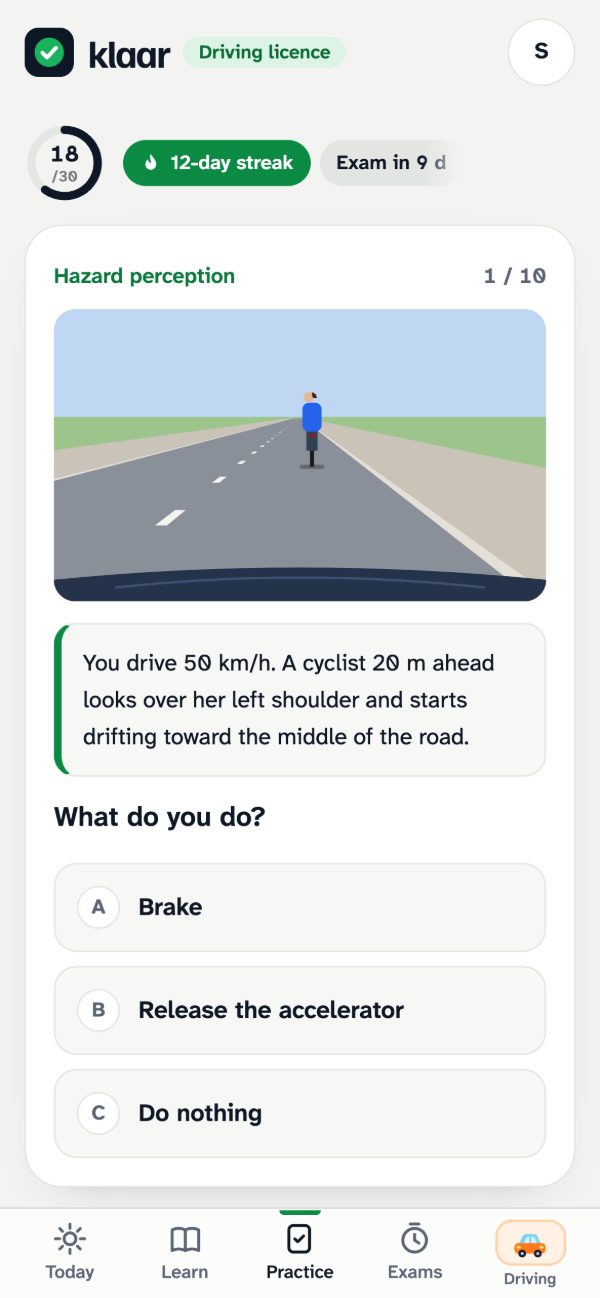 klaar
Driving licence
S
18
/30
12-day streak
Exam in 9 d
Hazard perception
1 / 10
You drive 50 km/h. A cyclist 20 m ahead
looks over her left shoulder and starts
drifting toward the middle of the road.
What do you do?
A Brake
B Release the accelerator
C Do nothing
Today
Learn
Practice
Exams
Driving